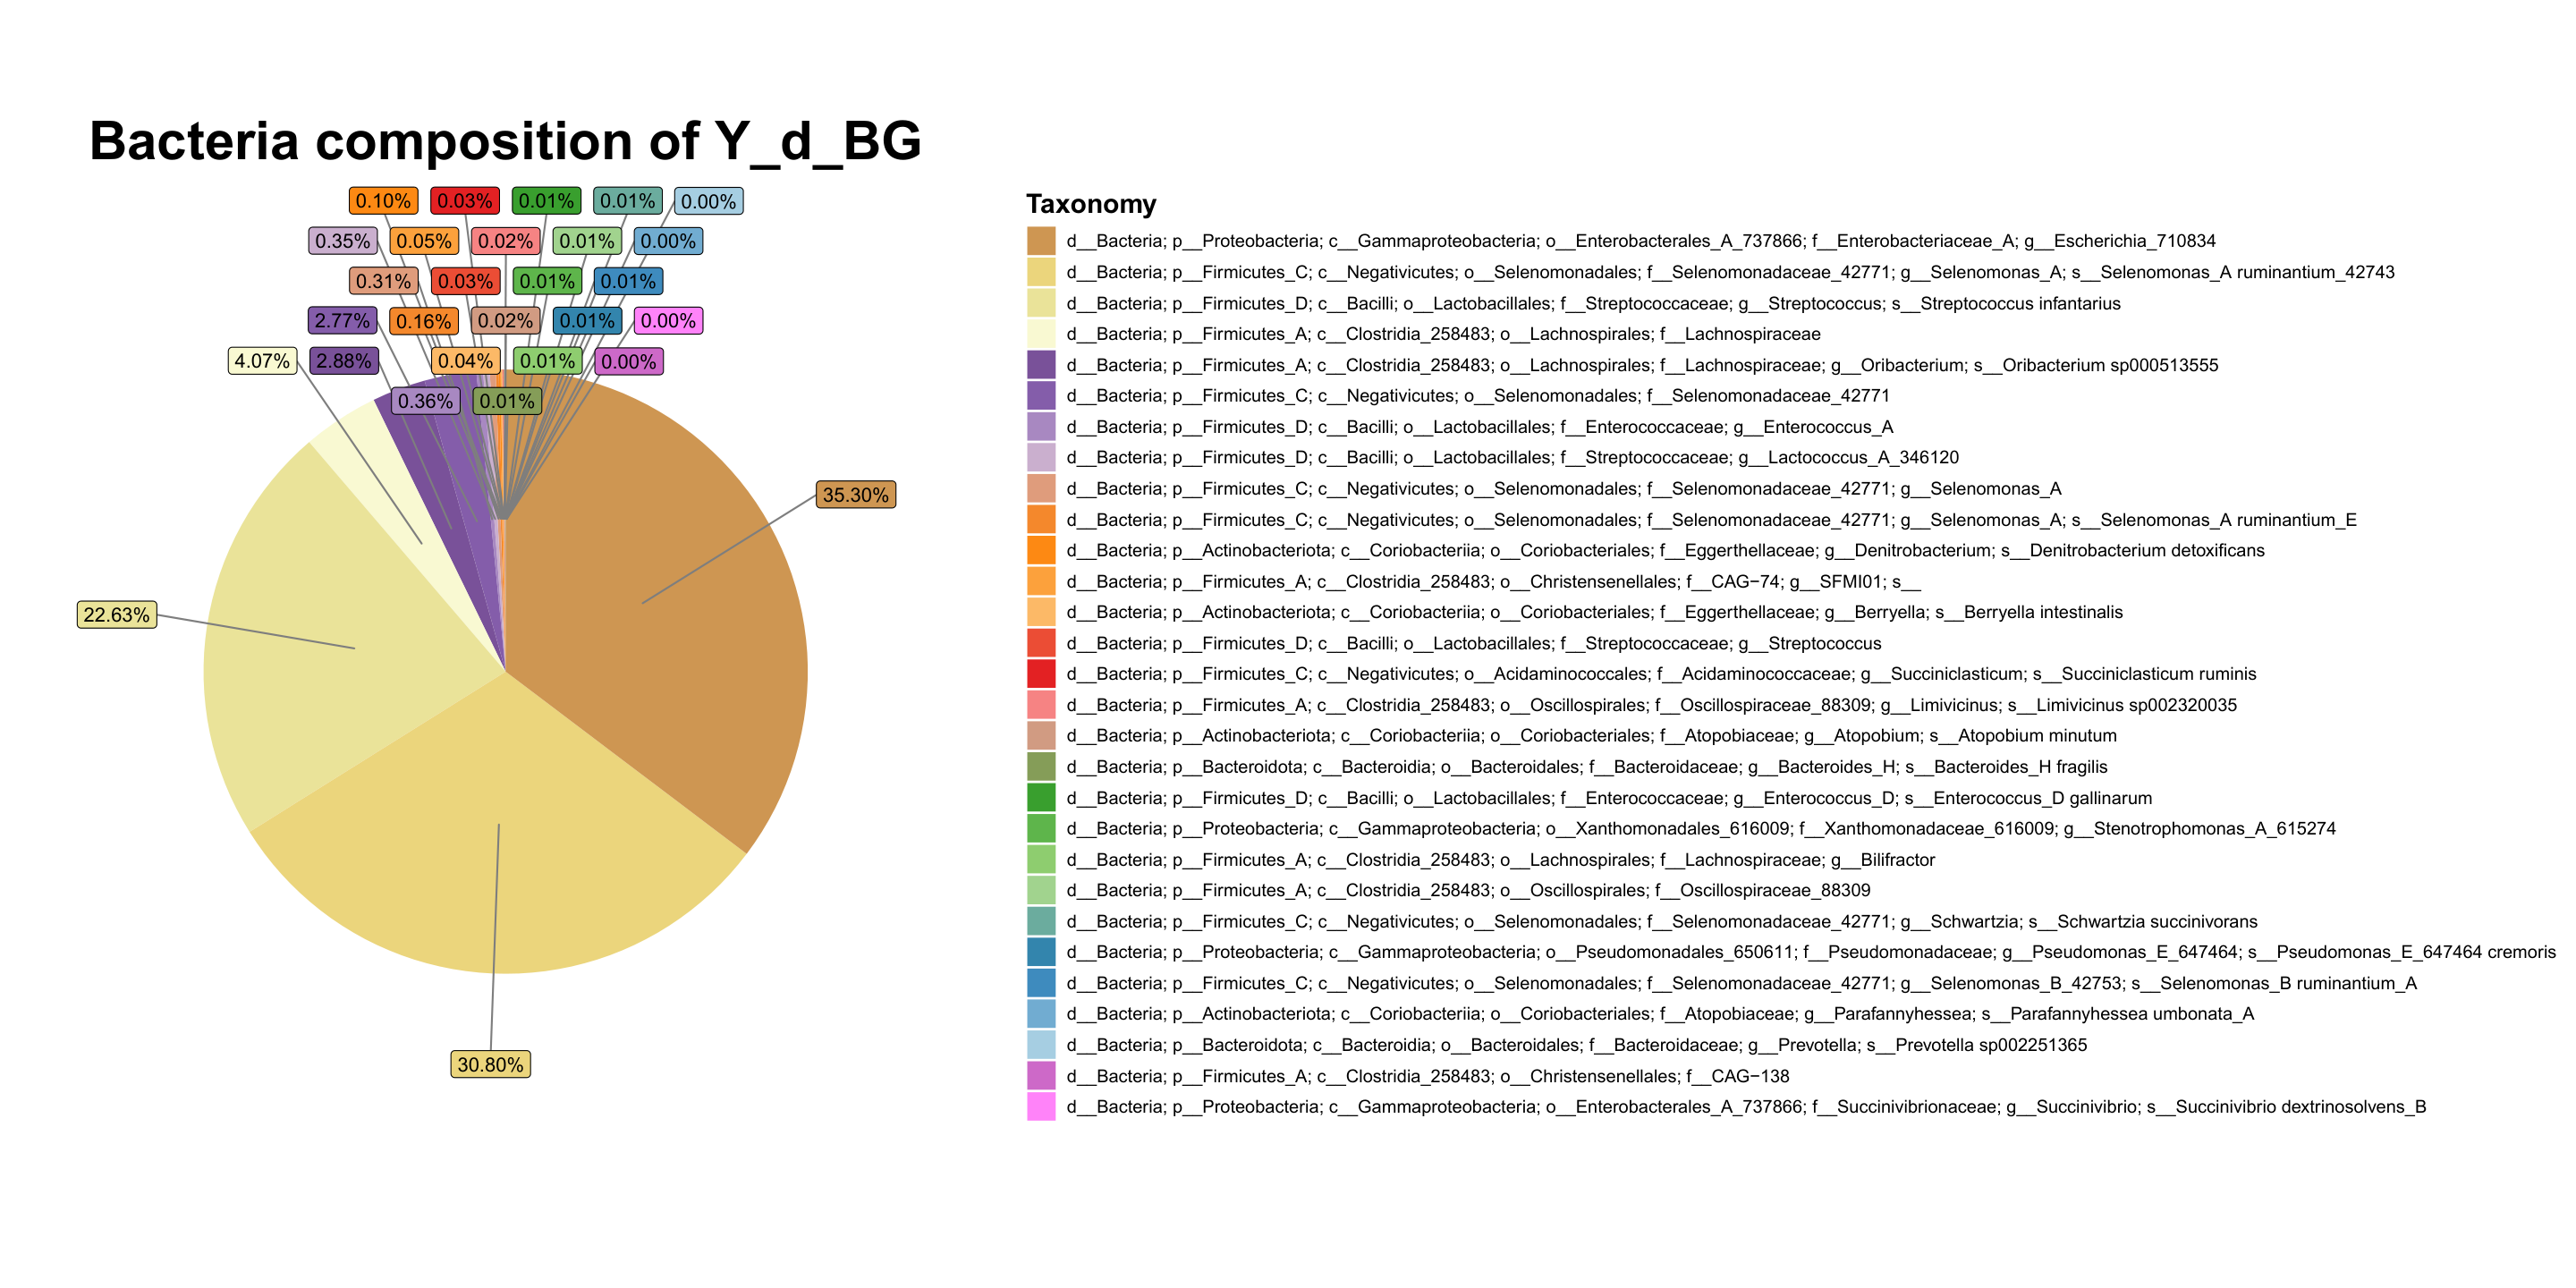 Bacteria composition of Y_d_BG
0.10% 0.03% 0.01% 0.01% 0.00%
0.35% 0.05% 0.02% 0.01% 0.00%
0.31% 0.03% 0.01% 0.01%
2.77% 0.16% 0.02% 0.01% 0.00%
4.07% 2.88% 0.04% 0.01% 0.00%
0.36% 0.01%
35.30%
22.63%
30.80%
Taxonomy
d__Bacteria; p__Proteobacteria; c__Gammaproteobacteria; o__Enterobacterales_A_737866; f__Enterobacteriaceae_A; g__Escherichia_710834
d__Bacteria; p__Firmicutes_C; c__Negativicutes; o__Selenomonadales; f__Selenomonadaceae_42771; g__Selenomonas_A; s__Selenomonas_A ruminantium_42743
d__Bacteria; p__Firmicutes_D; c__Bacilli; o__Lactobacillales; f__Streptococcaceae; g__Streptococcus; s__Streptococcus infantarius
d__Bacteria; p__Firmicutes_A; c__Clostridia_258483; o__Lachnospirales; f__Lachnospiraceae
d__Bacteria; p__Firmicutes_A; c__Clostridia_258483; o__Lachnospirales; f__Lachnospiraceae; g__Oribacterium; s__Oribacterium sp000513555
d__Bacteria; p__Firmicutes_C; c__Negativicutes; o__Selenomonadales; f__Selenomonadaceae_42771
d__Bacteria; p__Firmicutes_D; c__Bacilli; o__Lactobacillales; f__Enterococcaceae; g__Enterococcus_A
d__Bacteria; p__Firmicutes_D; c__Bacilli; o__Lactobacillales; f__Streptococcaceae; g__Lactococcus_A_346120
d__Bacteria; p__Firmicutes_C; c__Negativicutes; o__Selenomonadales; f__Selenomonadaceae_42771; g__Selenomonas_A
d__Bacteria; p__Firmicutes_C; c__Negativicutes; o__Selenomonadales; f__Selenomonadaceae_42771; g__Selenomonas_A; s__Selenomonas_A ruminantium_E
d__Bacteria; p__Actinobacteriota; c__Coriobacteriia; o__Coriobacteriales; f__Eggerthellaceae; g__Denitrobacterium; s__Denitrobacterium detoxificans
d__Bacteria; p__Firmicutes_A; c__Clostridia_258483; o__Christensenellales; f__CAG−74; g__SFMI01; s__
d__Bacteria; p__Actinobacteriota; c__Coriobacteriia; o__Coriobacteriales; f__Eggerthellaceae; g__Berryella; s__Berryella intestinalis
d__Bacteria; p__Firmicutes_D; c__Bacilli; o__Lactobacillales; f__Streptococcaceae; g__Streptococcus
d__Bacteria; p__Firmicutes_C; c__Negativicutes; o__Acidaminococcales; f__Acidaminococcaceae; g__Succiniclasticum; s__Succiniclasticum ruminis
d__Bacteria; p__Firmicutes_A; c__Clostridia_258483; o__Oscillospirales; f__Oscillospiraceae_88309; g__Limivicinus; s__Limivicinus sp002320035
d__Bacteria; p__Actinobacteriota; c__Coriobacteriia; o__Coriobacteriales; f__Atopobiaceae; g__Atopobium; s__Atopobium minutum
d__Bacteria; p__Bacteroidota; c__Bacteroidia; o__Bacteroidales; f__Bacteroidaceae; g__Bacteroides_H; s__Bacteroides_H fragilis
d__Bacteria; p__Firmicutes_D; c__Bacilli; o__Lactobacillales; f__Enterococcaceae; g__Enterococcus_D; s__Enterococcus_D gallinarum
d__Bacteria; p__Proteobacteria; c__Gammaproteobacteria; o__Xanthomonadales_616009; f__Xanthomonadaceae_616009; g__Stenotrophomonas_A_615274
d__Bacteria; p__Firmicutes_A; c__Clostridia_258483; o__Lachnospirales; f__Lachnospiraceae; g__Bilifractor
d__Bacteria; p__Firmicutes_A; c__Clostridia_258483; o__Oscillospirales; f__Oscillospiraceae_88309
d__Bacteria; p__Firmicutes_C; c__Negativicutes; o__Selenomonadales; f__Selenomonadaceae_42771; g__Schwartzia; s__Schwartzia succinivorans
d__Bacteria; p__Proteobacteria; c__Gammaproteobacteria; o__Pseudomonadales_650611; f__Pseudomonadaceae; g__Pseudomonas_E_647464; s__Pseudomonas_E_647464 cremoris
d__Bacteria; p__Firmicutes_C; c__Negativicutes; o__Selenomonadales; f__Selenomonadaceae_42771; g__Selenomonas_B_42753; s__Selenomonas_B ruminantium_A
d__Bacteria; p__Actinobacteriota; c__Coriobacteriia; o__Coriobacteriales; f__Atopobiaceae; g__Parafannyhessea; s__Parafannyhessea umbonata_A
d__Bacteria; p__Bacteroidota; c__Bacteroidia; o__Bacteroidales; f__Bacteroidaceae; g__Prevotella; s__Prevotella sp002251365
d__Bacteria; p__Firmicutes_A; c__Clostridia_258483; o__Christensenellales; f__CAG−138
d__Bacteria; p__Proteobacteria; c__Gammaproteobacteria; o__Enterobacterales_A_737866; f__Succinivibrionaceae; g__Succinivibrio; s__Succinivibrio dextrinosolvens_B